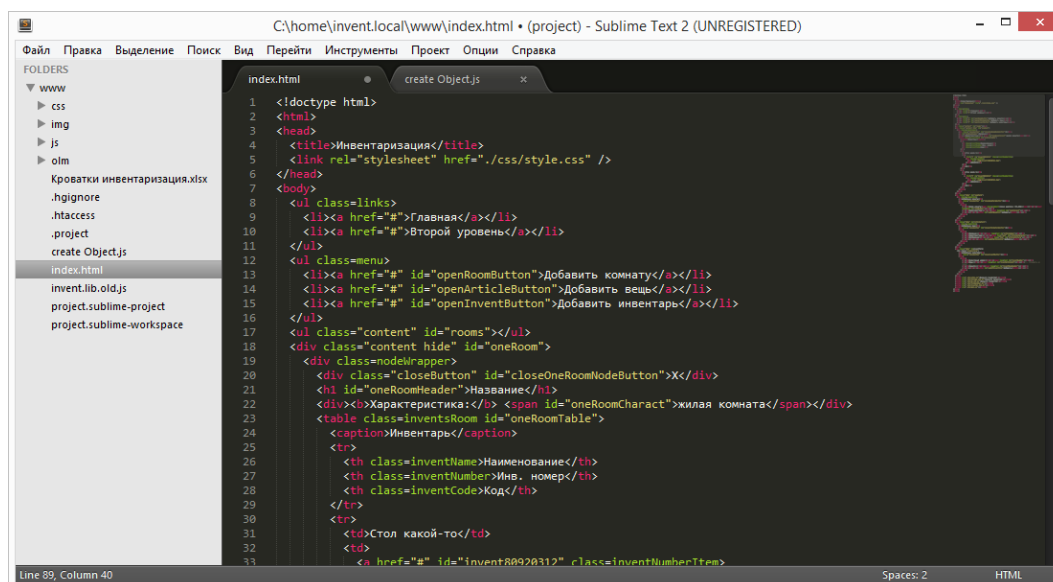 C:\home\invent.local\www\index.html • (project) - Sublime Text 2 (UNREGISTERED)
Файл Правка Выделение Поиск Вид Перейти Инструменты Проект Опции Справка
FOLDERS
www
css
img
js
olm
Кроватки инвентаризация.xlsx
.hgignore
.htaccess
.project
create Object.js
index.html
invent.lib.old.js
project.sublime-project
project.sublime-workspace
index.html
create Object.js ×
1 <!doctype html>
2 <html>
3 <head>
4   <title>Инвентаризация</title>
5   <link rel="stylesheet" href="./css/style.css" />
6 </head>
7 <body>
8   <ul class=links>
9     <li><a href="#">Главная</a></li>
10     <li><a href="#">Второй уровень</a></li>
11   </ul>
12   <ul class=menu>
13     <li><a href="#" id="openRoomButton">Добавить комнату</a></li>
14     <li><a href="#" id="openArticleButton">Добавить вещь</a></li>
15     <li><a href="#" id="openInventButton">Добавить инвентарь</a></li>
16   </ul>
17   <ul class="content" id="rooms"></ul>
18   <div class="content hide" id="oneRoom">
19     <div class=nodeWrapper>
20       <div class="closeButton" id="closeOneRoomNodeButton">X</div>
21       <h1 id="oneRoomHeader">Название</h1>
22       <div><b>Характеристика:</b> <span id="oneRoomCharact">жилая комната</span></div>
23       <table class=inventsRoom id="oneRoomTable">
24         <caption>Инвентарь</caption>
25         <tr>
26           <th class=inventName>Наименование</th>
27           <th class=inventNumber>Инв. номер</th>
28           <th class=inventCode>Код</th>
29         </tr>
30         <tr>
31           <td>Стол какой-то</td>
32           <td>
33             <a href="#" id="invent80920312" class=inventNumberItem>
Line 89, Column 40
Spaces: 2
HTML